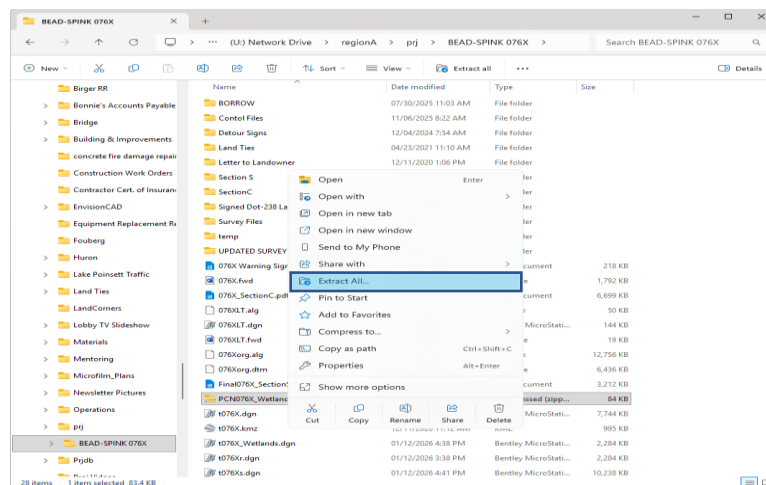 BEAD-SPINK 076X
(U:) Network Drive > regionA > prj > BEAD-SPINK 076X >
Search BEAD-SPINK 076X
New
Sort
View
Extract all
Details
Birger RR
Bonnie's Accounts Payable
Bridge
Building & Improvements
concrete fire damage repai
Construction Work Orders
Contractor Cert. of Insuran
EnvisionCAD
Equipment Replacement R
Fouberg
Huron
Lake Poinsett Traffic
Land Ties
LandCorners
Lobby TV Slideshow
Materials
Mentoring
Microfilm_Plans
Newsletter Pictures
Operations
prj
BEAD-SPINK 076X
Prjdb
Name Date modified Type Size
BORROW 07/30/2025 11:03 AM File folder
Contol Files 11/06/2025 8:22 AM File folder
Detour Signs 12/04/2024 7:54 AM File folder
Land Ties 04/23/2021 11:10 AM File folder
Letter to Landowner 12/11/2020 1:06 PM File folder
Section S ler
SectionC ler
Signed Dot-238 La ler
Survey Files ler
temp ler
UPDATED SURVEY ler
076X Warning Sign cument 218 KB
076X.fwd e 1,792 KB
076X_SectionC.pdf cument 6,699 KB
076XLT.alg 50 KB
076XLT.dgn MicroStati... 144 KB
076XLT.fwd e 19 KB
076Xorg.alg 12,756 KB
076Xorg.dtm 6,436 KB
Final076X_Section cument 3,212 KB
PCN076X_Wetland ssed (zipp... 84 KB
t076X.dgn MicroStati... 7,744 KB
t076X.kmz 12/11/2020 11:12 AM KMZ 995 KB
t076X_Wetlands.dgn 01/12/2026 4:38 PM Bentley MicroStati... 2,284 KB
t076Xr.dgn 01/12/2026 3:38 PM Bentley MicroStati... 2,284 KB
t076Xs.dgn 01/12/2026 4:41 PM Bentley MicroStati... 10,238 KB
Open Enter
Open with
Open in new tab
Open in new window
Send to My Phone
Share with
Extract All...
Pin to Start
Add to Favorites
Compress to...
Copy as path Ctrl+Shift+C
Properties Alt+Enter
Show more options
Cut Copy Rename Share Delete
28 items 1 item selected 83.4 KB